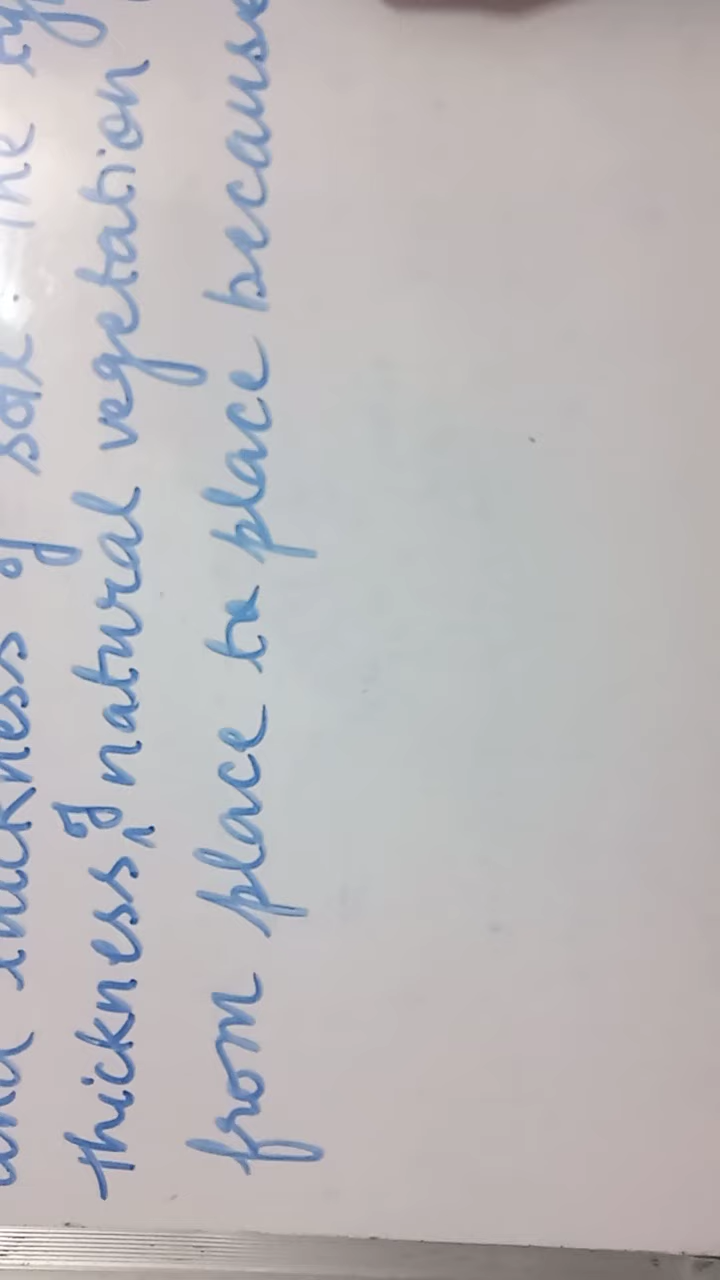 and thickness of soil. The
thickness of natural vegetation
from place to place because